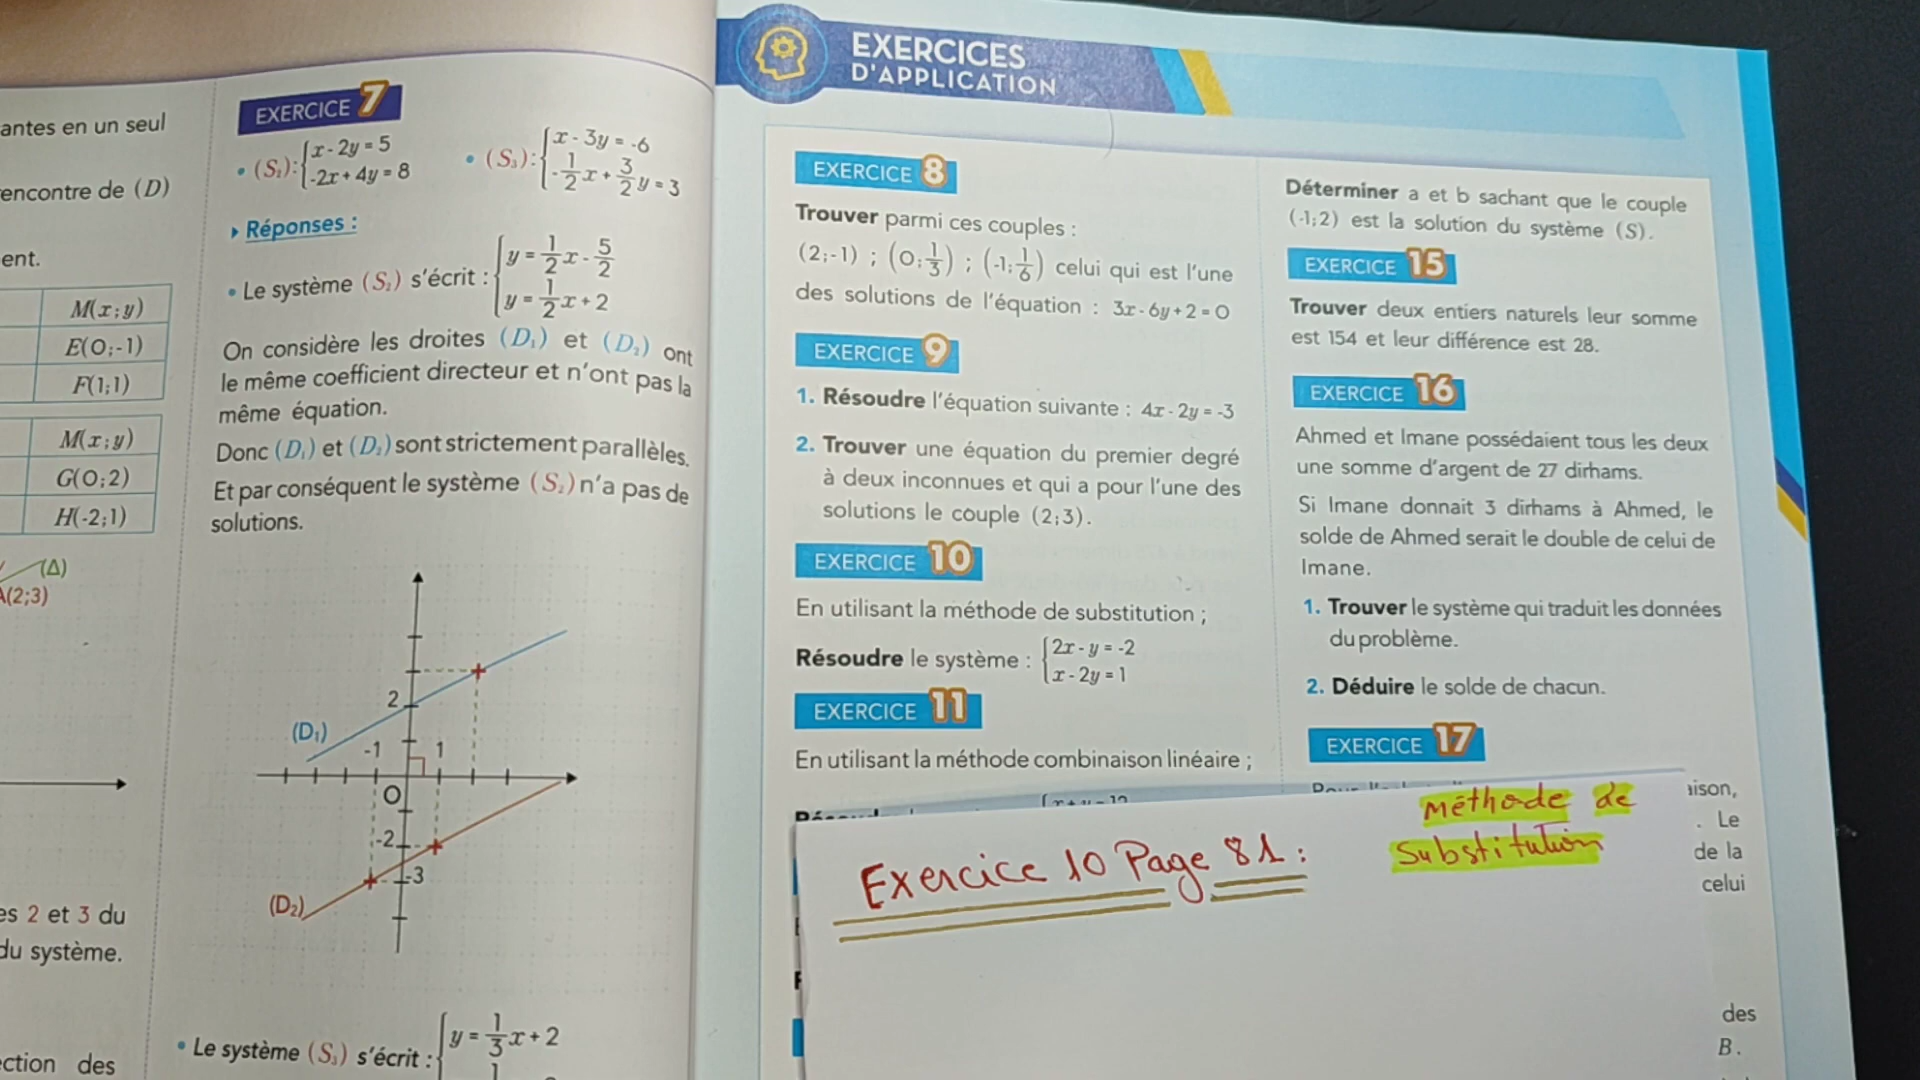 antes en un seul
encontre de (D)
ent.
M(x;y)
E(0;-1)
F(1;1)
M(x;y)
G(0;2)
H(-2;1)
(Δ)
A(2;3)
es 2 et 3 du
du système.
ction des
EXERCICE 7
• (S₂): { x - 2y = 5
-2x + 4y = 8
• (S₃): { x - 3y = -6
-1/2 x + 3/2 y = 3
Réponses :
• Le système (S₂) s'écrit : { y = 1/2 x - 5/2
y = 1/2 x + 2
On considère les droites (D₁) et (D₂) ont
le même coefficient directeur et n'ont pas la
même équation.
Donc (D₁) et (D₂) sont strictement parallèles.
Et par conséquent le système (S₂) n'a pas de
solutions.
2
(D₁)
-1
1
O
-2
-3
(D₂)
• Le système (S₃) s'écrit : { y = 1/3 x + 2
EXERCICES
D'APPLICATION
EXERCICE 8
Trouver parmi ces couples :
(2;-1) ; (0;1/3) ; (-1;1/6) celui qui est l'une
des solutions de l'équation : 3x - 6y + 2 = 0
EXERCICE 9
1. Résoudre l'équation suivante : 4x - 2y = -3
2. Trouver une équation du premier degré
à deux inconnues et qui a pour l'une des
solutions le couple (2;3).
EXERCICE 10
En utilisant la méthode de substitution ;
Résoudre le système : { 2x - y = -2
x - 2y = 1
EXERCICE 11
En utilisant la méthode combinaison linéaire ;
Déterminer a et b sachant que le couple
(-1;2) est la solution du système (S).
EXERCICE 15
Trouver deux entiers naturels leur somme
est 154 et leur différence est 28.
EXERCICE 16
Ahmed et Imane possédaient tous les deux
une somme d'argent de 27 dirhams.
Si Imane donnait 3 dirhams à Ahmed, le
solde de Ahmed serait le double de celui de
Imane.
1. Trouver le système qui traduit les données
du problème.
2. Déduire le solde de chacun.
EXERCICE 17
ison,
. Le
de la
celui
des
B.
Exercice 10 Page 81 :
Méthode de
Substitution